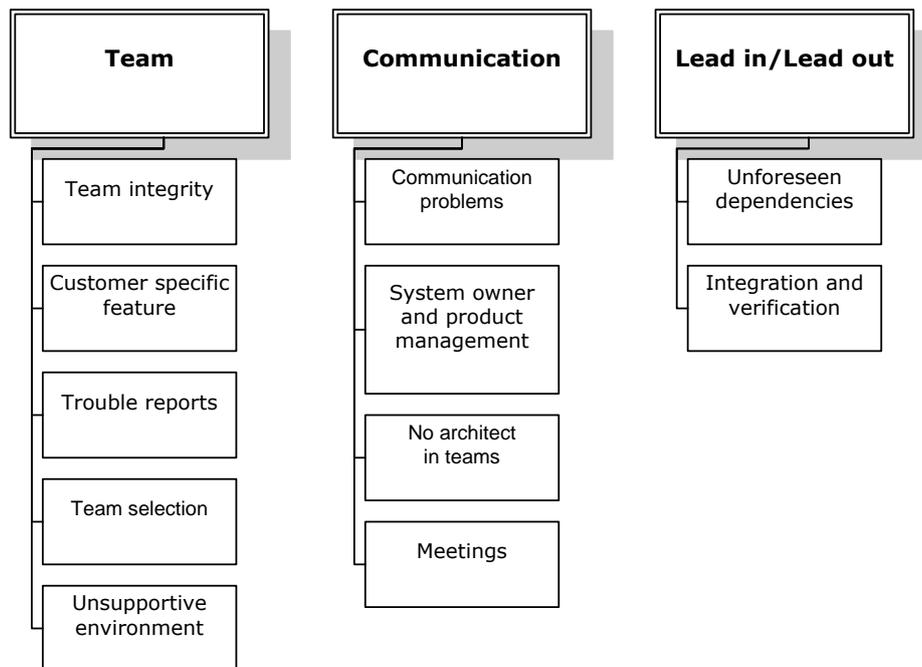 Team
Team integrity
Customer specific
feature
Trouble reports
Team selection
Unsupportive
environment
Communication
Communication
problems
System owner
and product
management
No architect
in teams
Meetings
Lead in/Lead out
Unforeseen
dependencies
Integration and
verification